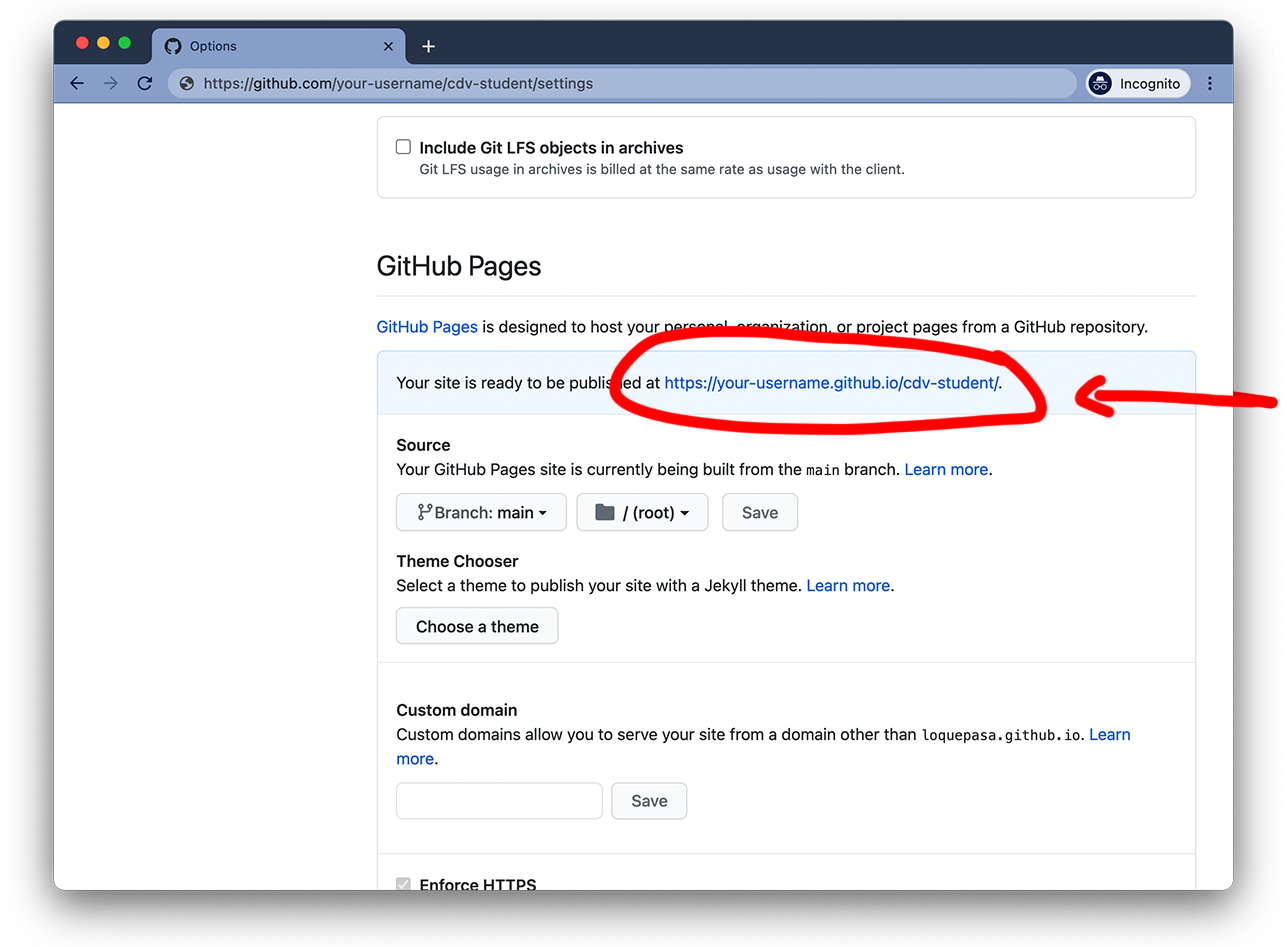 Options
https://github.com/your-username/cdv-student/settings
Incognito
Include Git LFS objects in archives
Git LFS usage in archives is billed at the same rate as usage with the client.
GitHub Pages
GitHub Pages is designed to host your personal, organization, or project pages from a GitHub repository.
Your site is ready to be published at https://your-username.github.io/cdv-student/.
Source
Your GitHub Pages site is currently being built from the main branch. Learn more.
Branch: main / (root) Save
Theme Chooser
Select a theme to publish your site with a Jekyll theme. Learn more.
Choose a theme
Custom domain
Custom domains allow you to serve your site from a domain other than loquepasa.github.io. Learn
more.
Save
Enforce HTTPS